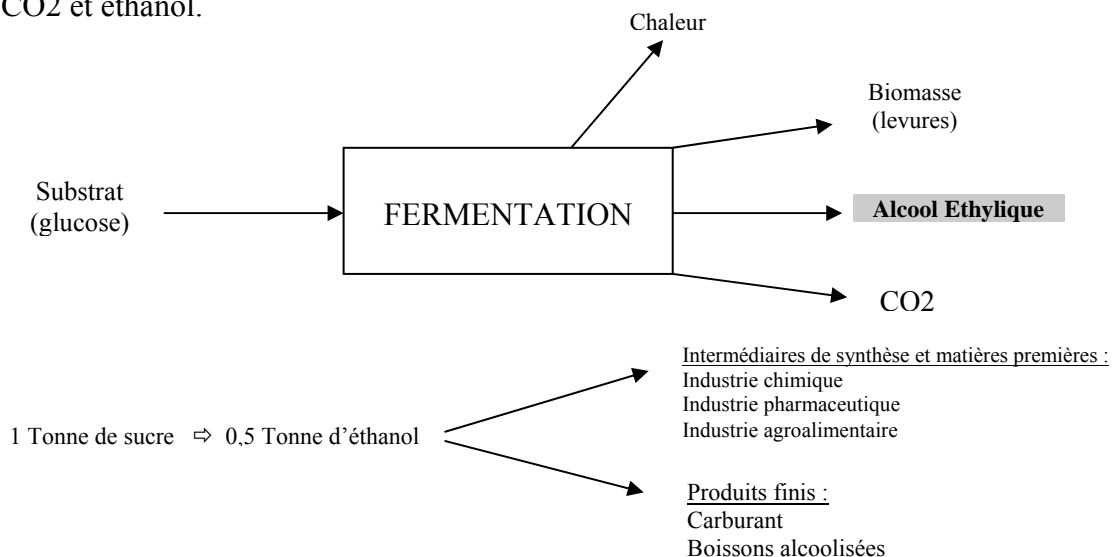 CO2 et éthanol.
Chaleur
Biomasse
(levures)
Substrat
(glucose)
FERMENTATION
Alcool Ethylique
CO2
Intermédiaires de synthèse et matières premières :
Industrie chimique
Industrie pharmaceutique
Industrie agroalimentaire
1 Tonne de sucre ⇨ 0,5 Tonne d’éthanol
Produits finis :
Carburant
Boissons alcoolisées